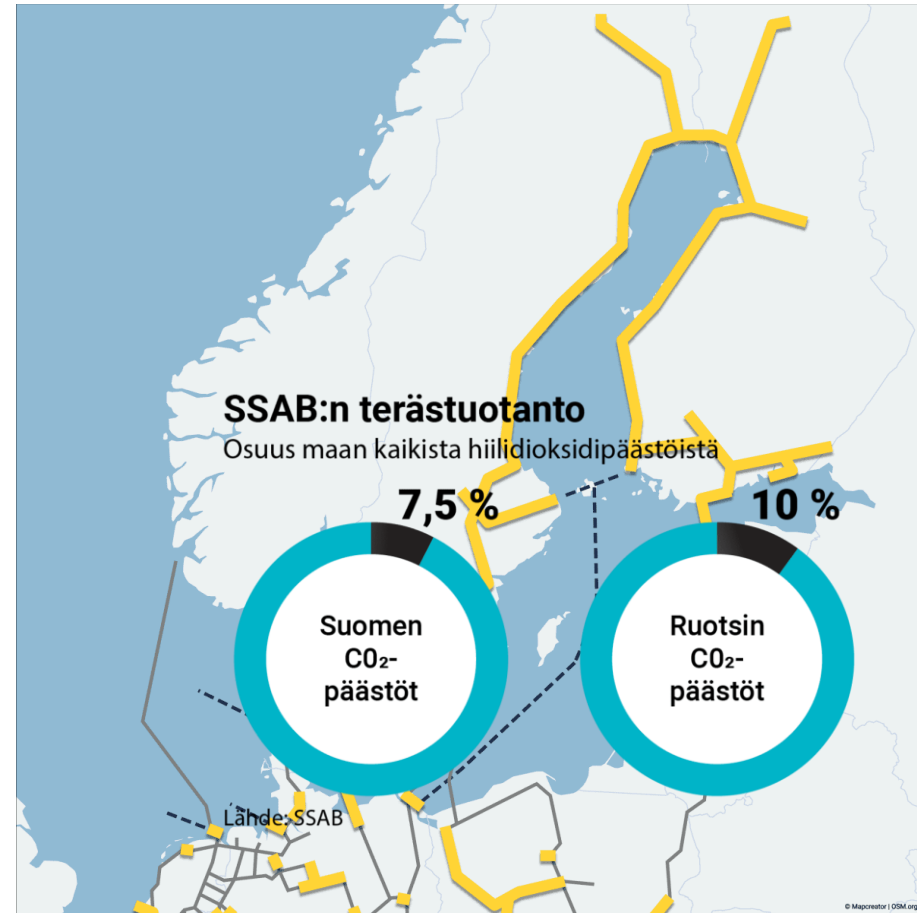 SSAB:n terästuotanto
Osuus maan kaikista hiilidioksidipäästöistä
7,5 %
10 %
Suomen
C0₂-
päästöt
Ruotsin
C0₂-
päästöt
Lähde: SSAB
© Mapcreator | OSM.org